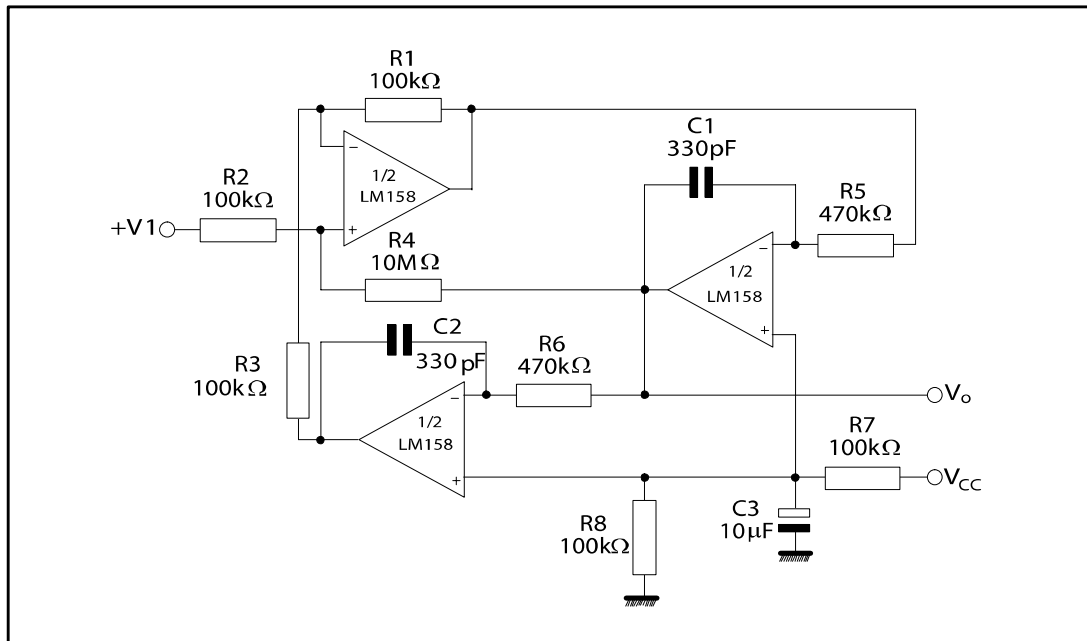 R1
100kΩ
C1
330pF
R2
100kΩ
−
1/2
LM158
+
+V1
R5
470kΩ
R4
10MΩ
−
1/2
LM158
+
C2
330 pF
R6
470kΩ
R3
100kΩ
−
1/2
LM158
+
Vo
R7
100kΩ
VCC
R8
100kΩ
C3
10μF